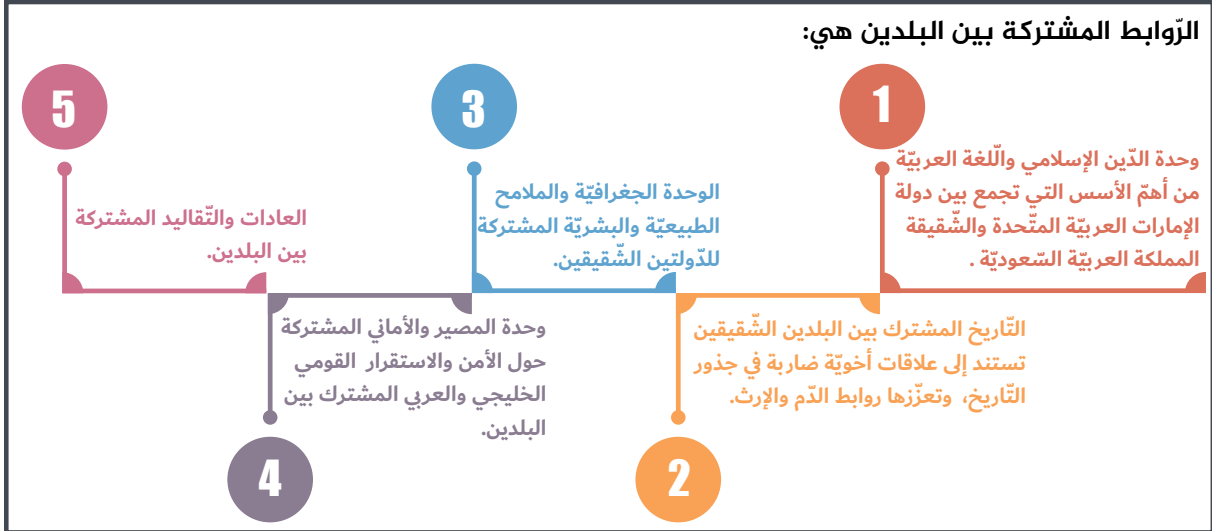 الرّوابط المشتركة بين البلدين هي:
1
وحدة الدّين الإسلامي والّلغة العربيّة
من أهمّ الأسس التي تجمع بين دولة
الإمارات العربيّة المتّحدة والشّقيقة
المملكة العربيّة السّعوديّة .
2
التّاريخ المشترك بين البلدين الشّقيقين
تستند إلى علاقات أخويّة ضاربة في جذور
التّاريخ، وتعزّزها روابط الدّم والإرث.
3
الوحدة الجغرافيّة والملامح
الطبيعيّة والبشريّة المشتركة
للدّولتين الشّقيقين.
4
وحدة المصير والأماني المشتركة
حول الأمن والاستقرار القومي
الخليجي والعربي المشترك بين
البلدين.
5
العادات والتّقاليد المشتركة
بين البلدين.